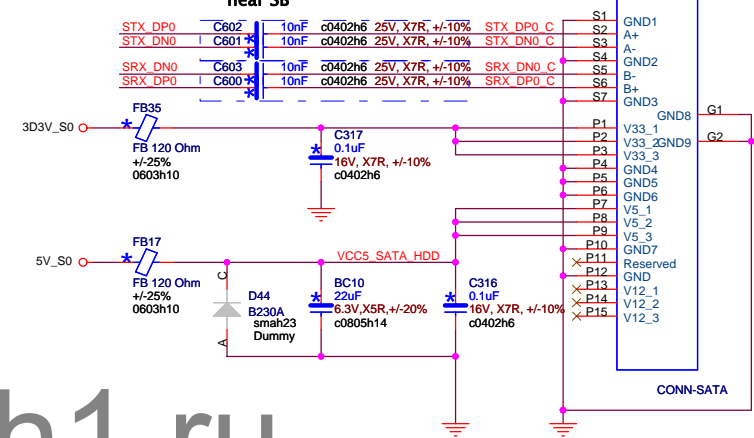 near SB
STX_DP0 C602 10nF c0402h6 25V, X7R, +/-10% STX_DP0_C
STX_DN0 C601 10nF c0402h6 25V, X7R, +/-10% STX_DN0_C
SRX_DN0 C603 10nF c0402h6 25V, X7R, +/-10% SRX_DN0_C
SRX_DP0 C600 10nF c0402h6 25V, X7R, +/-10% SRX_DP0_C
S1 GND1
S2 A+
S3 A-
S4 GND2
S5 B-
S6 B+
S7 GND3
GND8 G1
P1 V33_1
P2 V33_2
GND9 G2
P3 V33_3
P4 GND4
P5 GND5
P6 GND6
P7 V5_1
P8 V5_2
P9 V5_3
P10 GND7
P11 Reserved
P12 GND
P13 V12_1
P14 V12_2
P15 V12_3
CONN-SATA
3D3V_S0
FB35
FB 120 Ohm
+/-25%
0603h10
C317
0.1uF
16V, X7R, +/-10%
c0402h6
5V_S0
FB17
FB 120 Ohm
+/-25%
0603h10
VCC5_SATA_HDD
C
D44
B230A
smah23
Dummy
A
BC10
22uF
6.3V,X5R,+/-20%
c0805h14
C316
0.1uF
16V, X7R, +/-10%
c0402h6
h1.ru